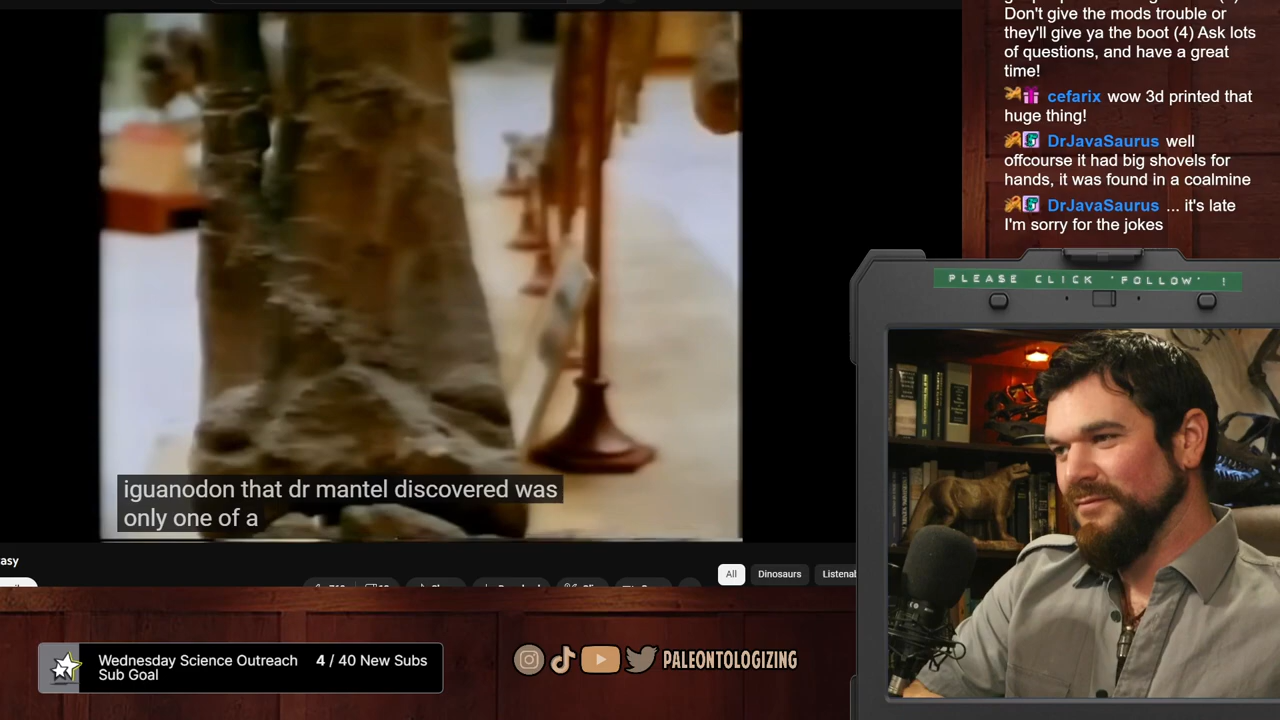 Don't give the mods trouble or
they'll give ya the boot (4) Ask lots
of questions, and have a great
time!
cefarix wow 3d printed that
huge thing!
DrJavaSaurus well
offcourse it had big shovels for
hands, it was found in a coalmine
DrJavaSaurus ... it's late
I'm sorry for the jokes
PLEASE CLICK 'FOLLOW' !
iguanodon that dr mantel discovered was
only one of a
asy
All Dinosaurs Listenab
Wednesday Science Outreach 4 / 40 New Subs
Sub Goal
PALEONTOLOGIZING